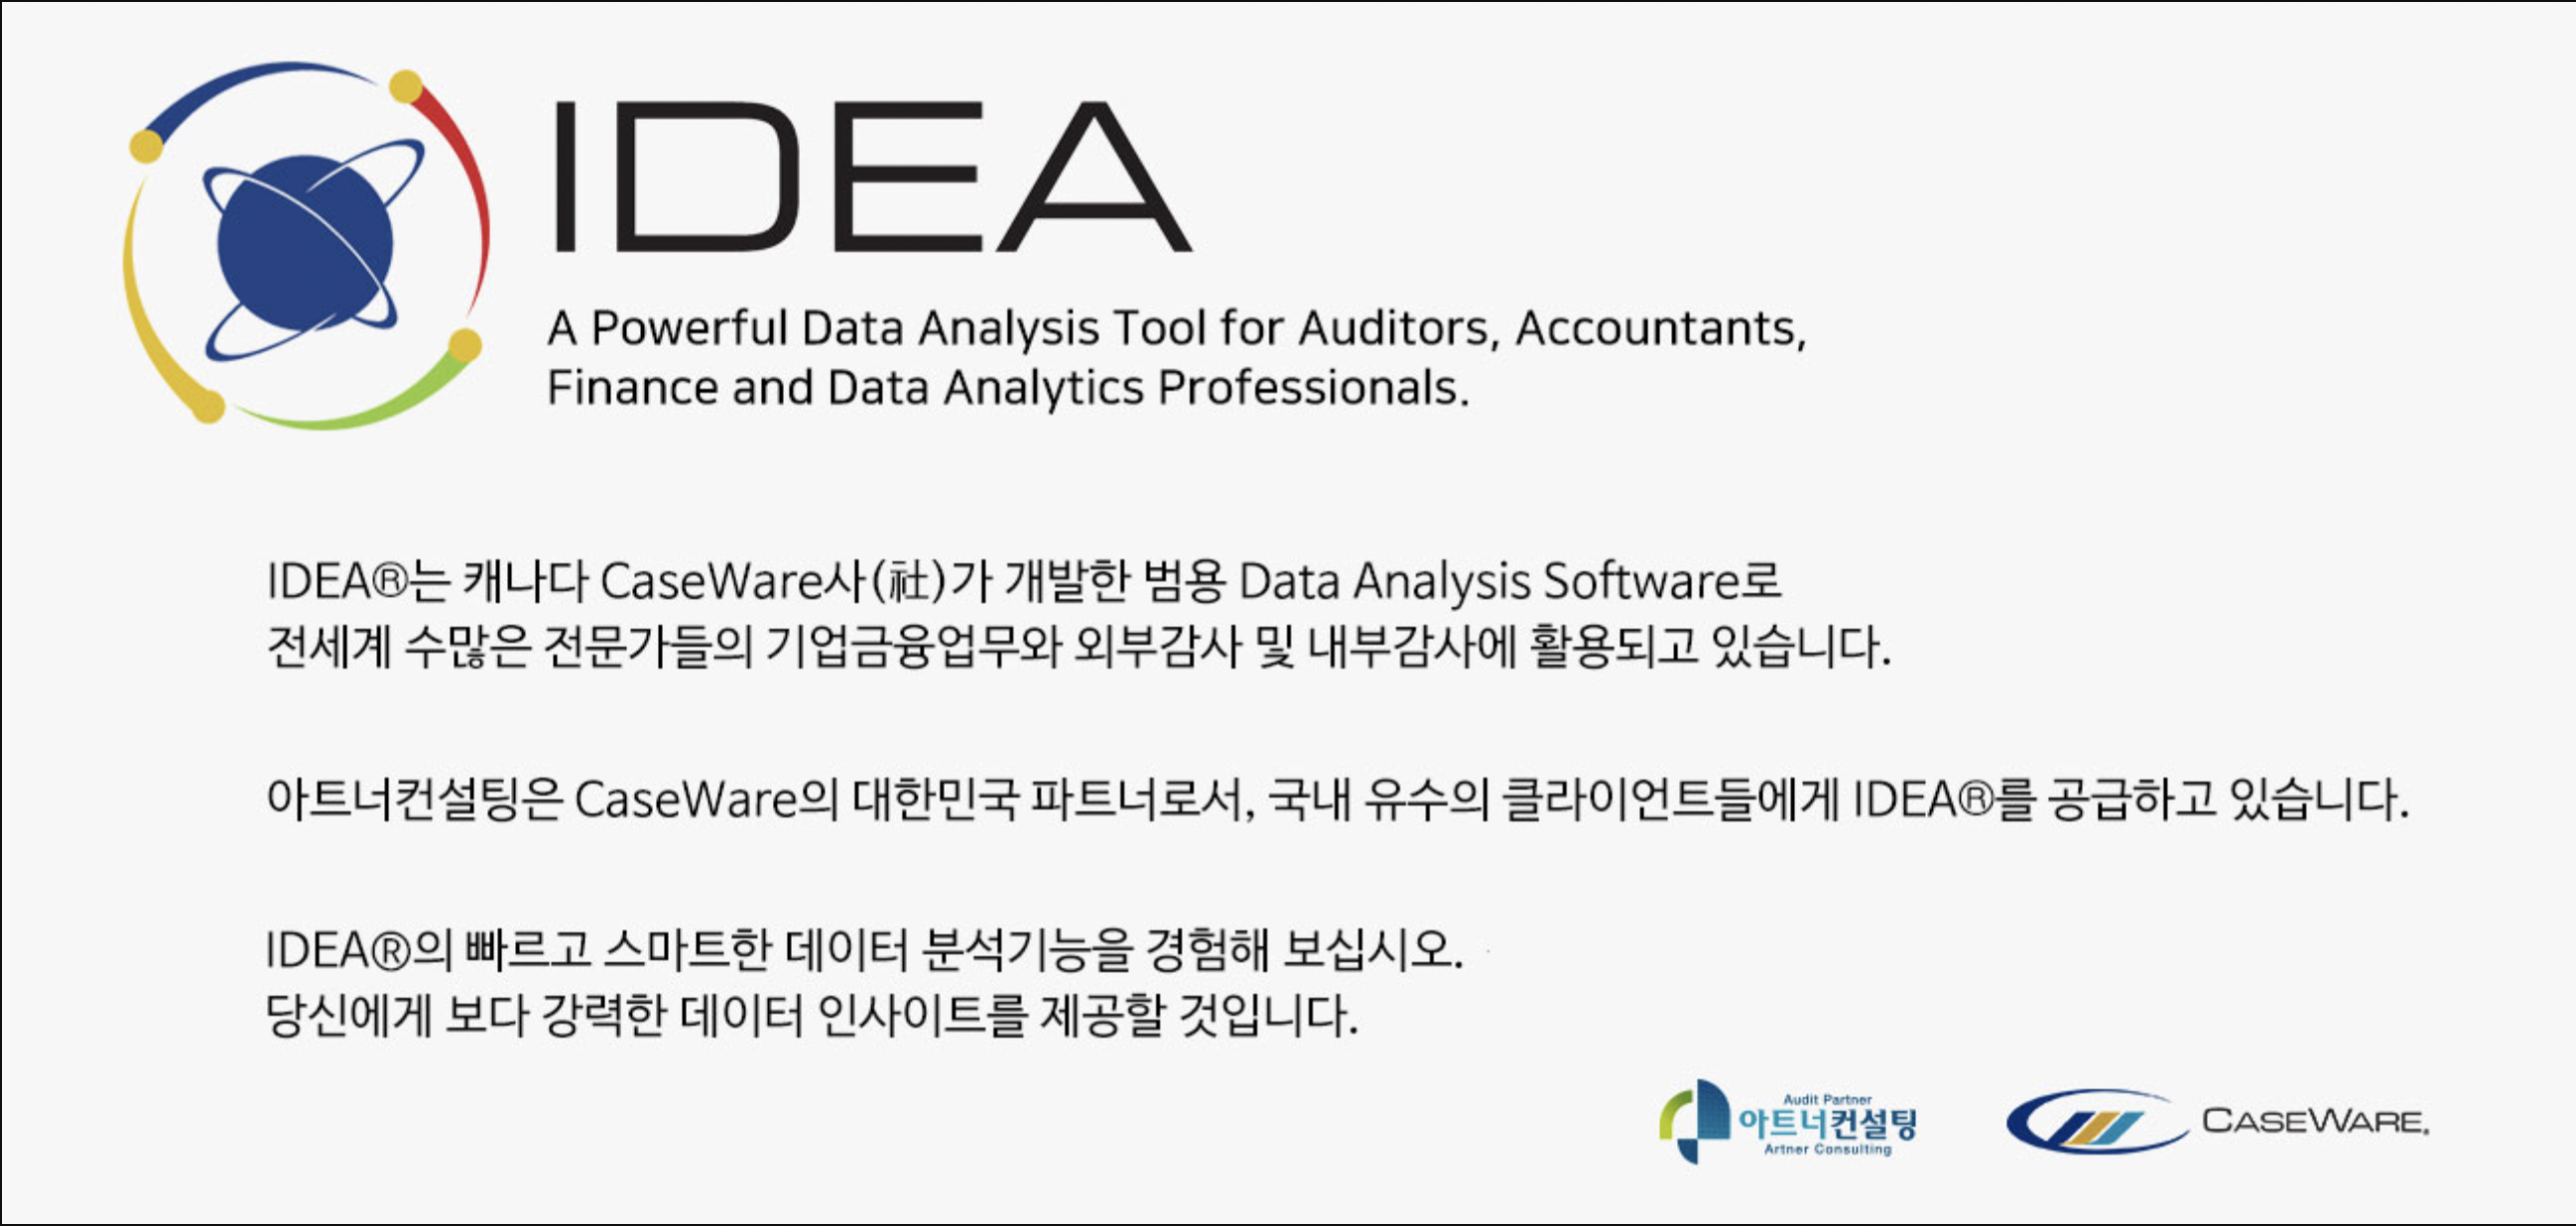 IDEA
A Powerful Data Analysis Tool for Auditors, Accountants,
Finance and Data Analytics Professionals.
IDEA®는 캐나다 CaseWare사(社)가 개발한 범용 Data Analysis Software로
전세계 수많은 전문가들의 기업금융업무와 외부감사 및 내부감사에 활용되고 있습니다.
아트너컨설팅은 CaseWare의 대한민국 파트너로서, 국내 유수의 클라이언트들에게 IDEA®를 공급하고 있습니다.
IDEA®의 빠르고 스마트한 데이터 분석기능을 경험해 보십시오.
당신에게 보다 강력한 데이터 인사이트를 제공할 것입니다.
Audit Partner
아트너컨설팅
Artner Consulting
CASEWARE®